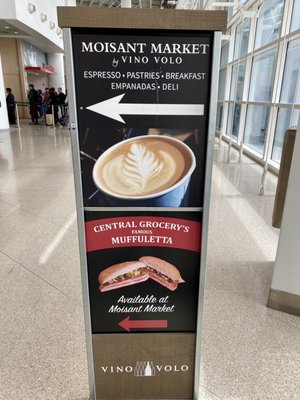 MOISANT MARKET
by VINO VOLO
ESPRESSO • PASTRIES • BREAKFAST
EMPANADAS • DELI
CENTRAL GROCERY'S
FAMOUS
MUFFULETTA
Available at
Moisant Market
VINO VOLO